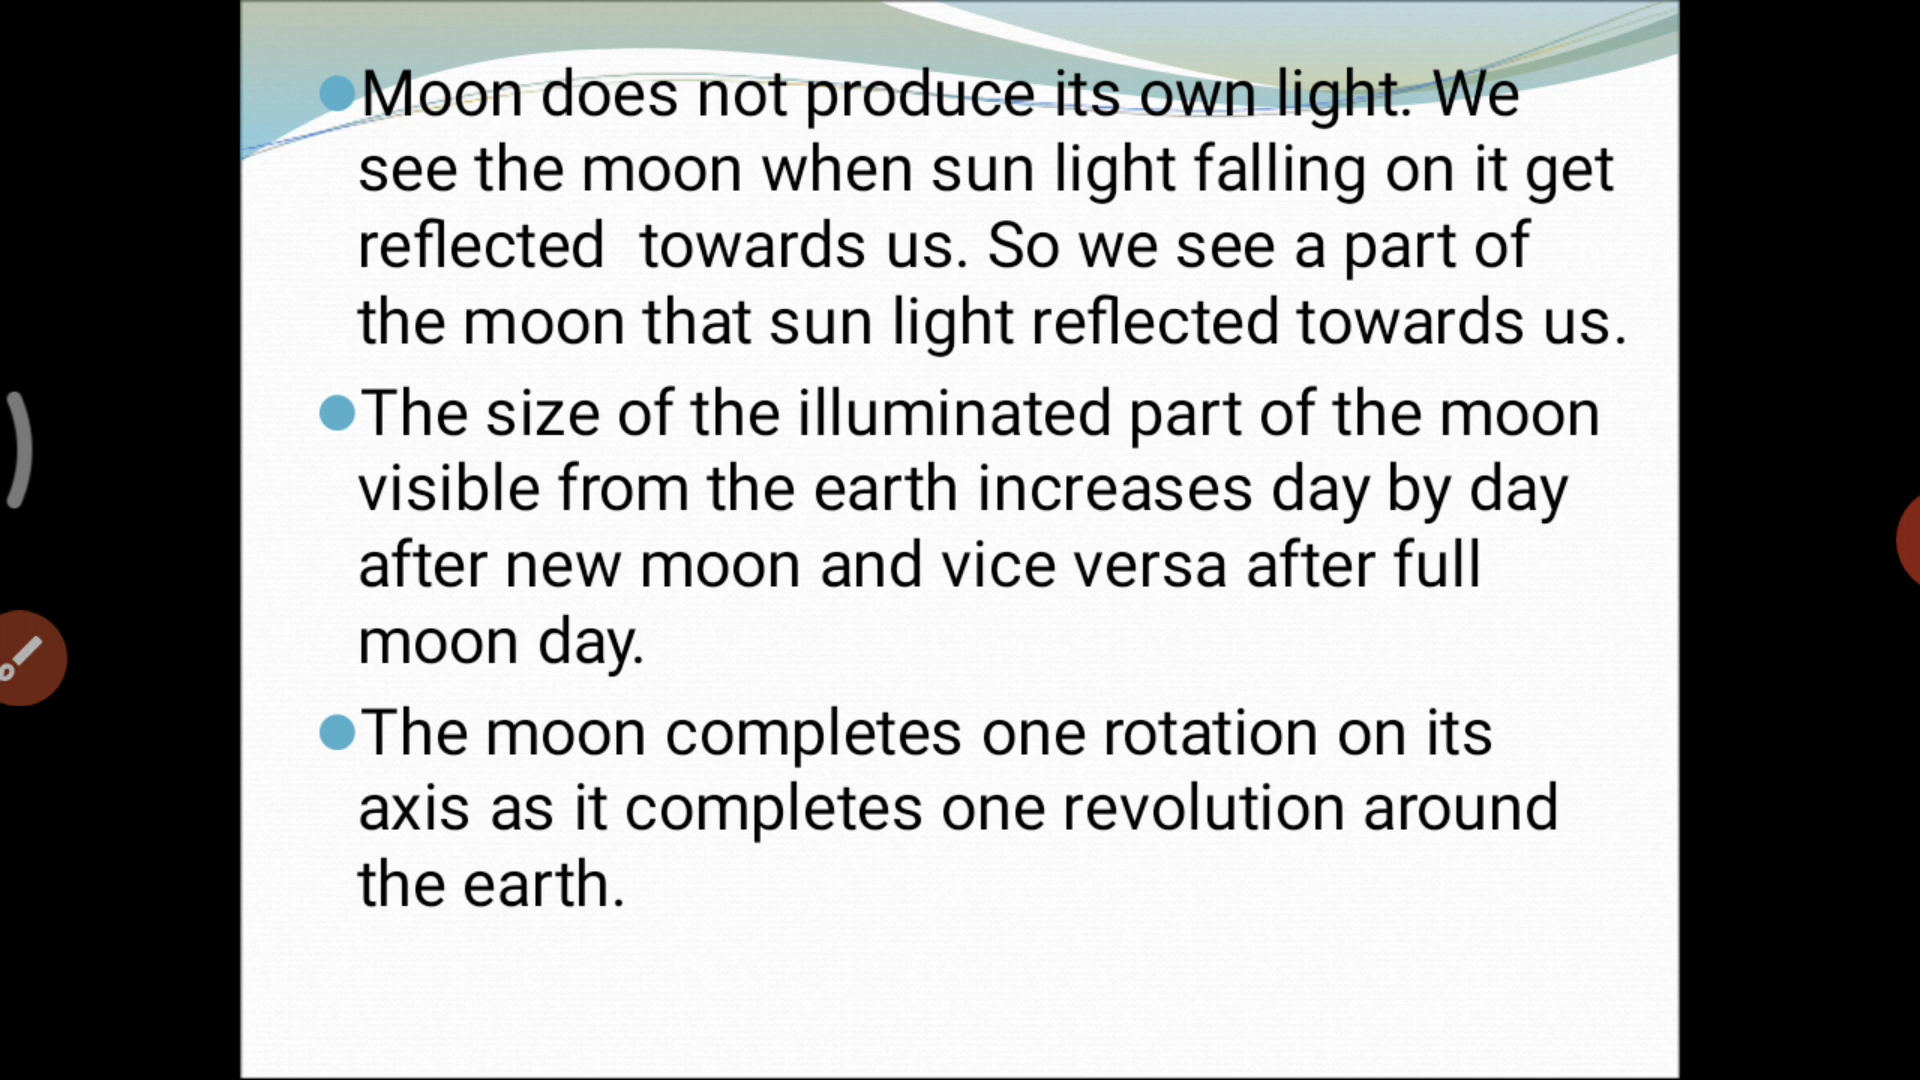 Moon does not produce its own light. We
see the moon when sun light falling on it get
reflected  towards us. So we see a part of
the moon that sun light reflected towards us.
The size of the illuminated part of the moon
visible from the earth increases day by day
after new moon and vice versa after full
moon day.
The moon completes one rotation on its
axis as it completes one revolution around
the earth.